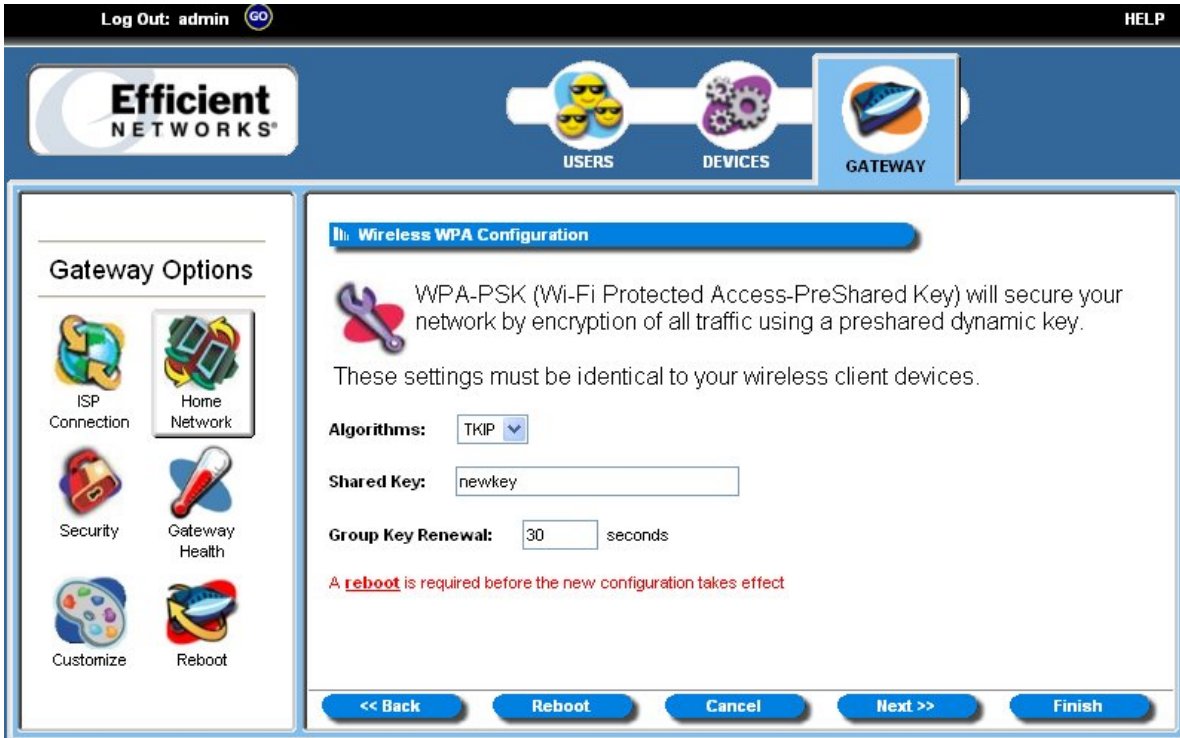 Log Out: admin GO HELP
Efficient
NETWORKS®
USERS DEVICES GATEWAY
Gateway Options
ISP
Connection
Home
Network
Security
Gateway
Health
Customize
Reboot
Wireless WPA Configuration
WPA-PSK (Wi-Fi Protected Access-PreShared Key) will secure your
network by encryption of all traffic using a preshared dynamic key.
These settings must be identical to your wireless client devices.
Algorithms: TKIP
Shared Key: newkey
Group Key Renewal: 30 seconds
A reboot is required before the new configuration takes effect
<< Back Reboot Cancel Next >> Finish